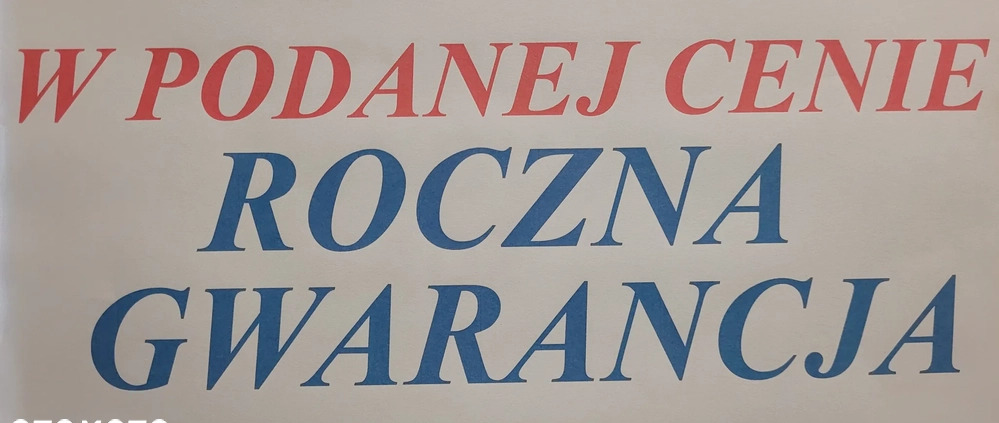 W PODANEJ CENIE
ROCZNA
GWARANCJA